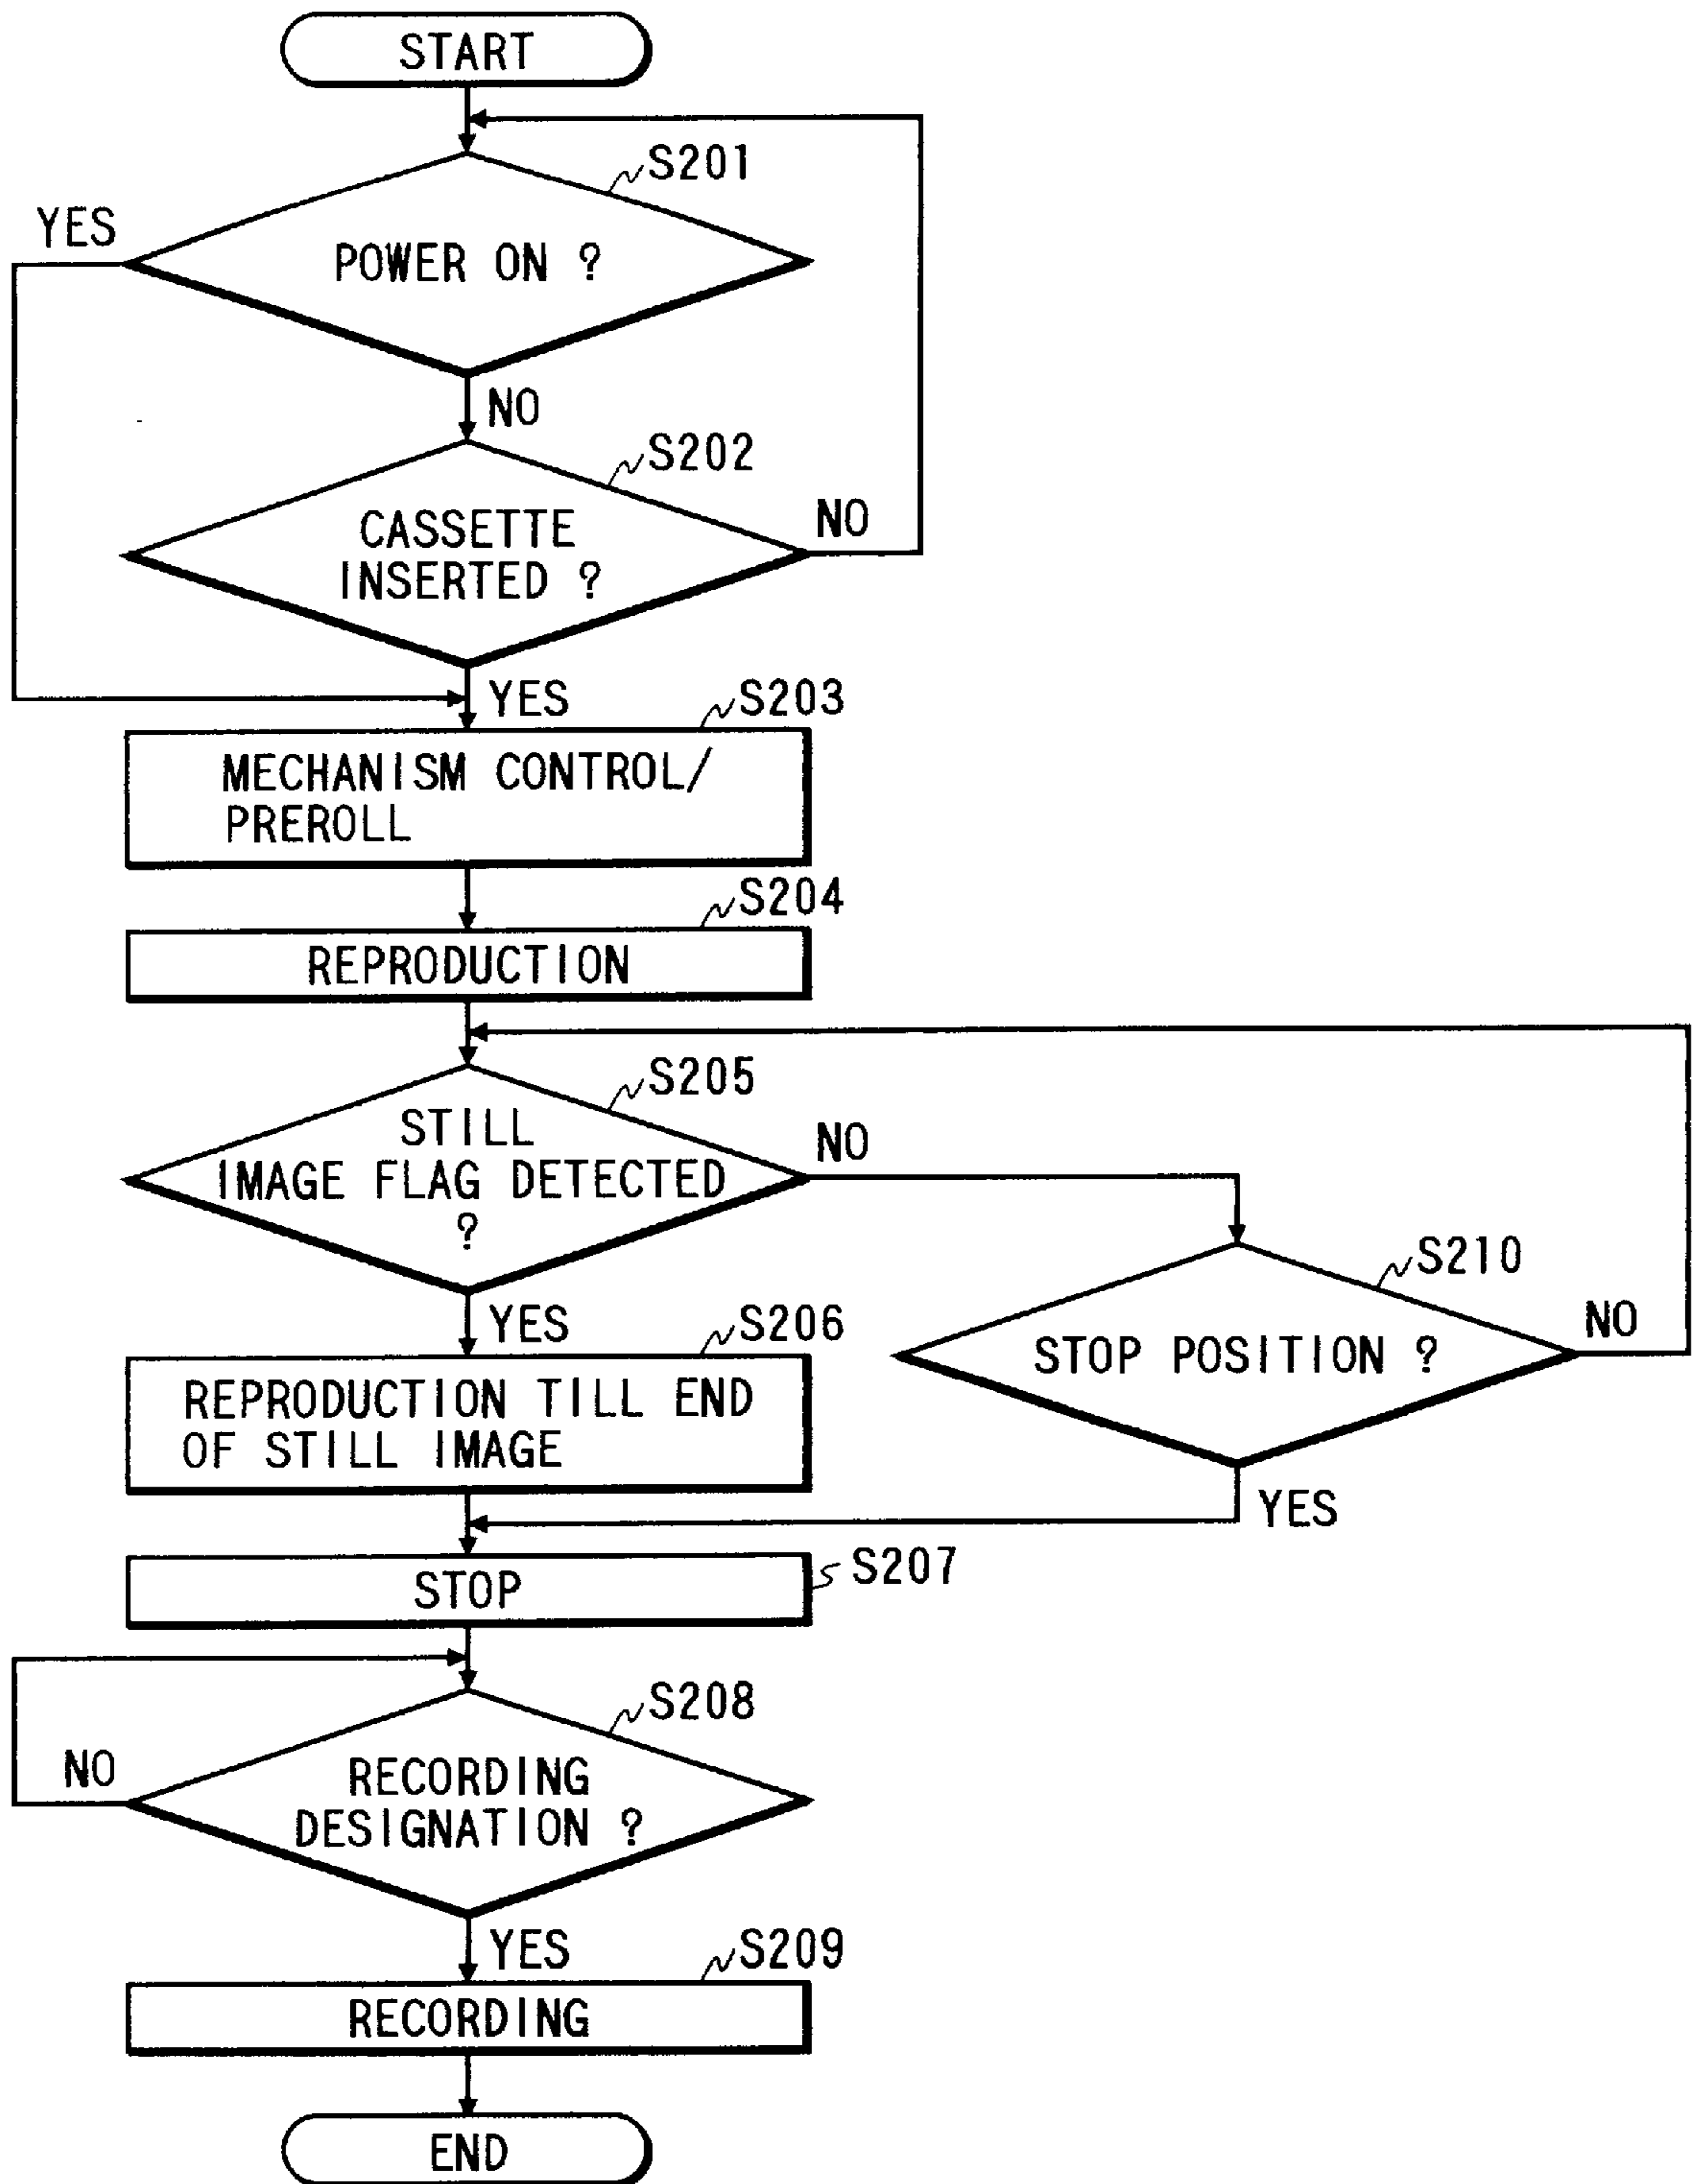 START
S201
YES
POWER ON ?
NO
S202
CASSETTE
INSERTED ?
NO
YES
S203
MECHANISM CONTROL/
PREROLL
S204
REPRODUCTION
S205
STILL
IMAGE FLAG DETECTED
?
NO
S210
STOP POSITION ?
NO
YES
S206
REPRODUCTION TILL END
OF STILL IMAGE
YES
S207
STOP
S208
NO
RECORDING
DESIGNATION ?
YES
S209
RECORDING
END